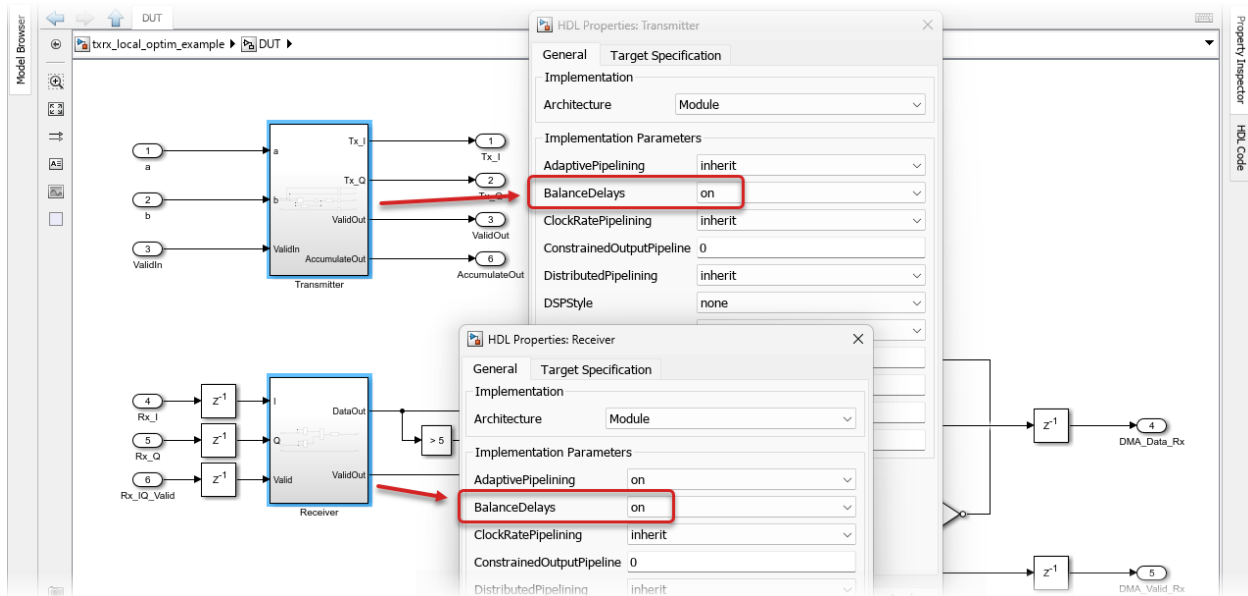 DUT
txrx_local_optim_example ▶ DUT ▶
Model Browser
Property Inspector
HDL Code
1
a
2
b
3
ValidIn
a
b
ValidIn
Tx_I
Tx_Q
ValidOut
AccumulateOut
Transmitter
1
Tx_I
2
Tx_Q
3
ValidOut
6
AccumulateOut
HDL Properties: Transmitter
General Target Specification
Implementation
Architecture Module
Implementation Parameters
AdaptivePipelining inherit
BalanceDelays on
ClockRatePipelining inherit
ConstrainedOutputPipeline 0
DistributedPipelining inherit
DSPStyle none
4
Rx_I
5
Rx_Q
6
Rx_IQ_Valid
z-1
z-1
z-1
I
Q
Valid
DataOut
ValidOut
Receiver
> 5
HDL Properties: Receiver
General Target Specification
Implementation
Architecture Module
Implementation Parameters
AdaptivePipelining on
BalanceDelays on
ClockRatePipelining inherit
ConstrainedOutputPipeline 0
DistributedPipelining inherit
z-1
4
DMA_Data_Rx
z-1
5
DMA_Valid_Rx